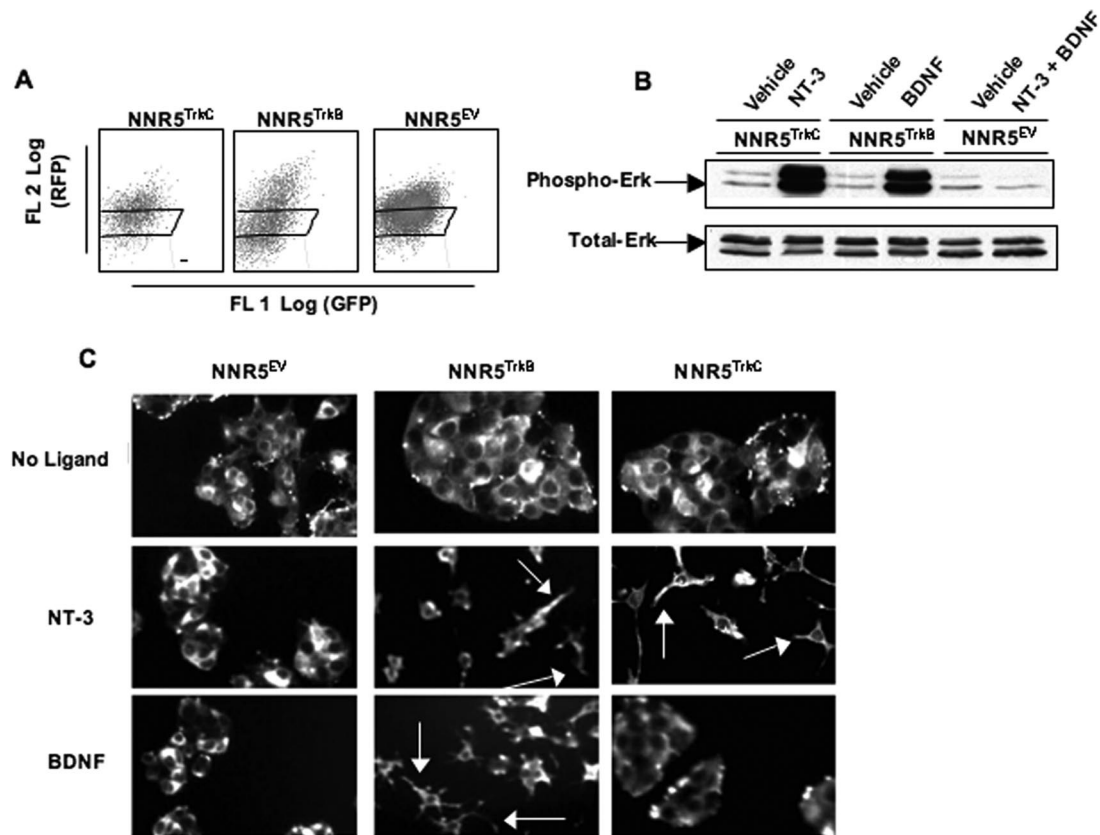 A
NNR5TrkC NNR5TrkB NNR5EV
FL 2 Log
(RFP)
FL 1 Log (GFP)
B
Vehicle NT-3 Vehicle BDNF Vehicle NT-3 + BDNF
NNR5TrkC NNR5TrkB NNR5EV
Phospho-Erk
Total-Erk
C
NNR5EV NNR5TrkB NNR5TrkC
No Ligand
NT-3
BDNF